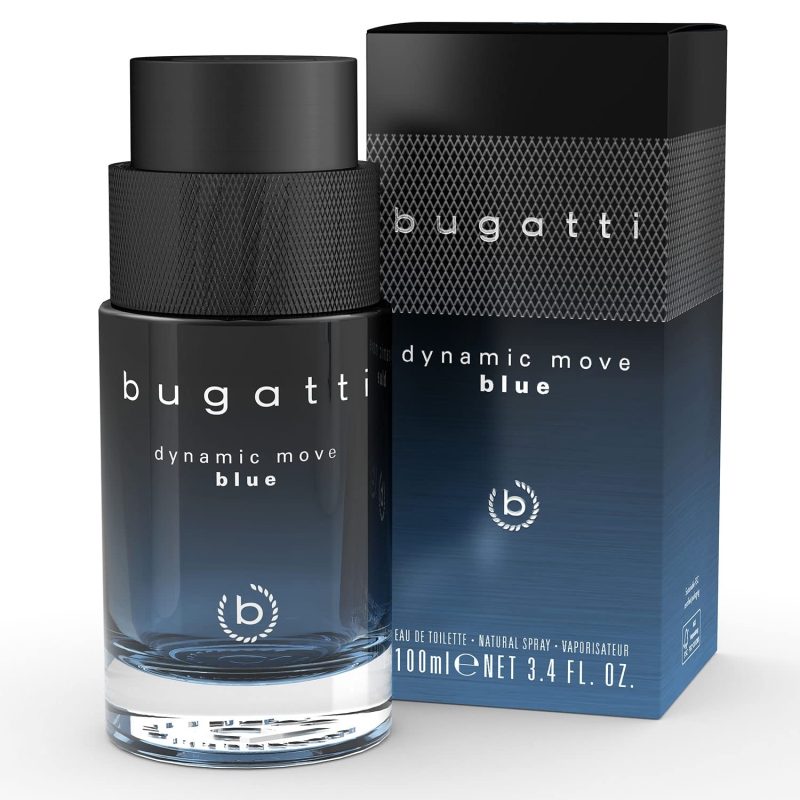 bugatti
dynamic move
blue
b
bugatti
dynamic move
blue
b
EAU DE TOILETTE • NATURAL SPRAY • VAPORISATEUR
100ml e NET 3.4 FL. OZ.